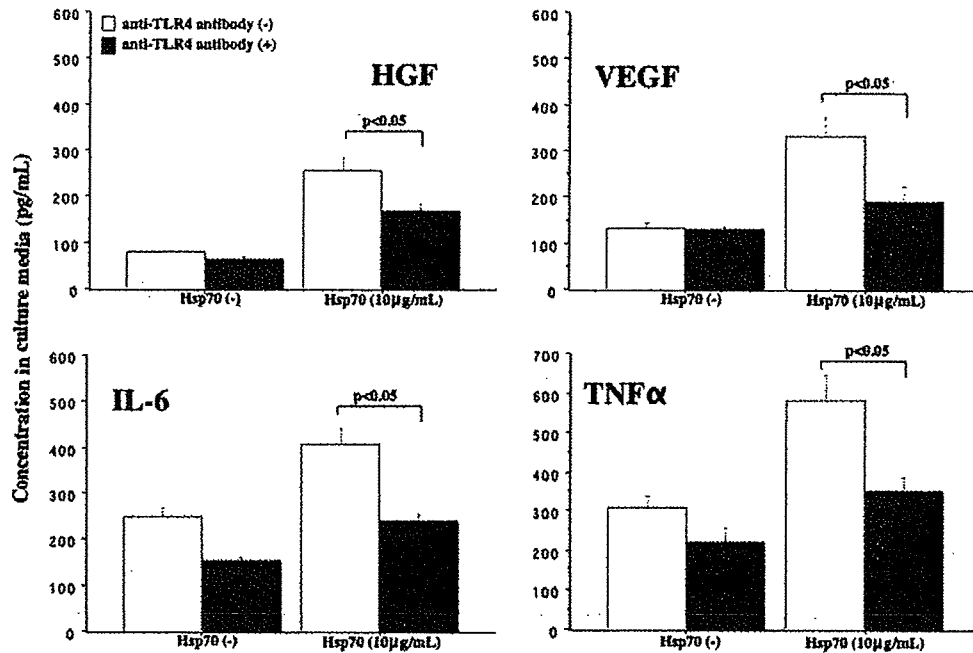 Concentration in culture media (pg/mL)
anti-TLR4 antibody (-)
anti-TLR4 antibody (+)
HGF
600
500
400
300
200
100
0
p<0.05
Hsp70 (-)
Hsp70 (10µg/mL)
VEGF
600
500
400
300
200
100
0
p<0.05
Hsp70 (-)
Hsp70 (10µg/mL)
IL-6
600
500
400
300
200
100
0
p<0.05
Hsp70 (-)
Hsp70 (10µg/mL)
TNFα
700
600
500
400
300
200
100
0
p<0.05
Hsp70 (-)
Hsp70 (10µg/mL)